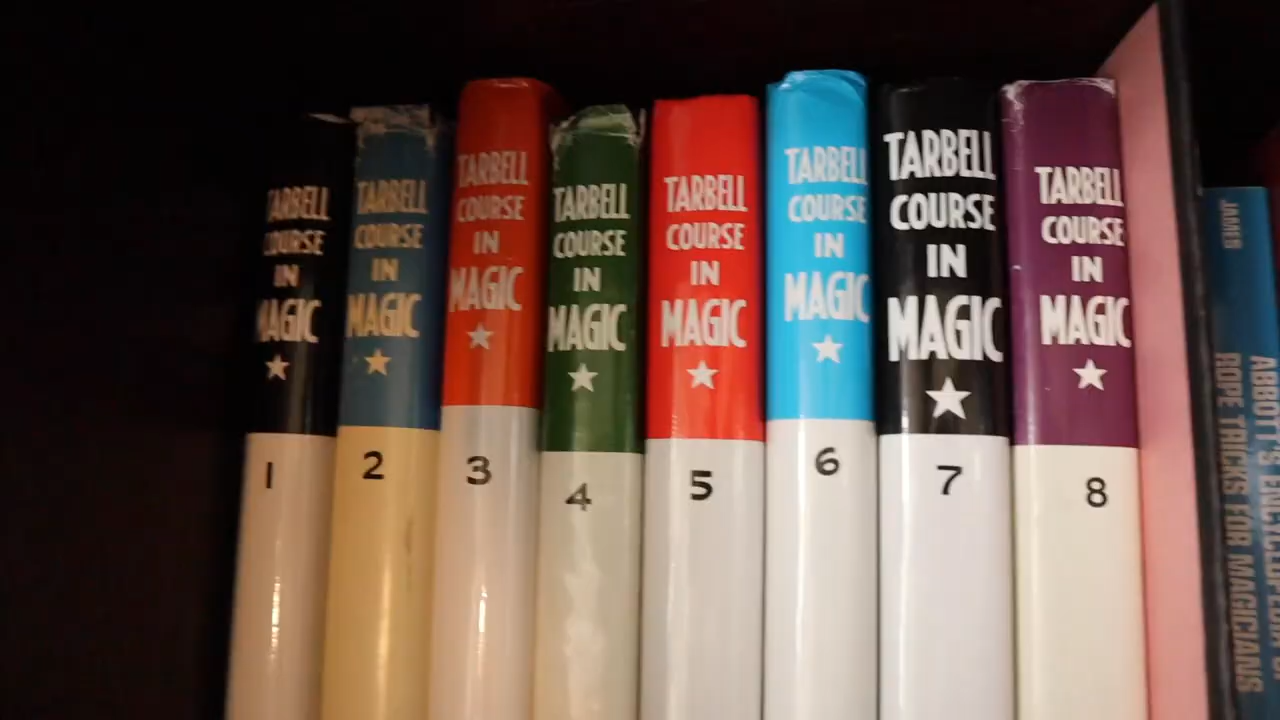 TARBELL
COURSE
IN
MAGIC
1
TARBELL
COURSE
IN
MAGIC
2
TARBELL
COURSE
IN
MAGIC
3
TARBELL
COURSE
IN
MAGIC
4
TARBELL
COURSE
IN
MAGIC
5
TARBELL
COURSE
IN
MAGIC
6
TARBELL
COURSE
IN
MAGIC
7
TARBELL
COURSE
IN
MAGIC
8
JAMES
ABBOTT'S ENCYCLOPEDIA OF
ROPE TRICKS FOR MAGICIANS